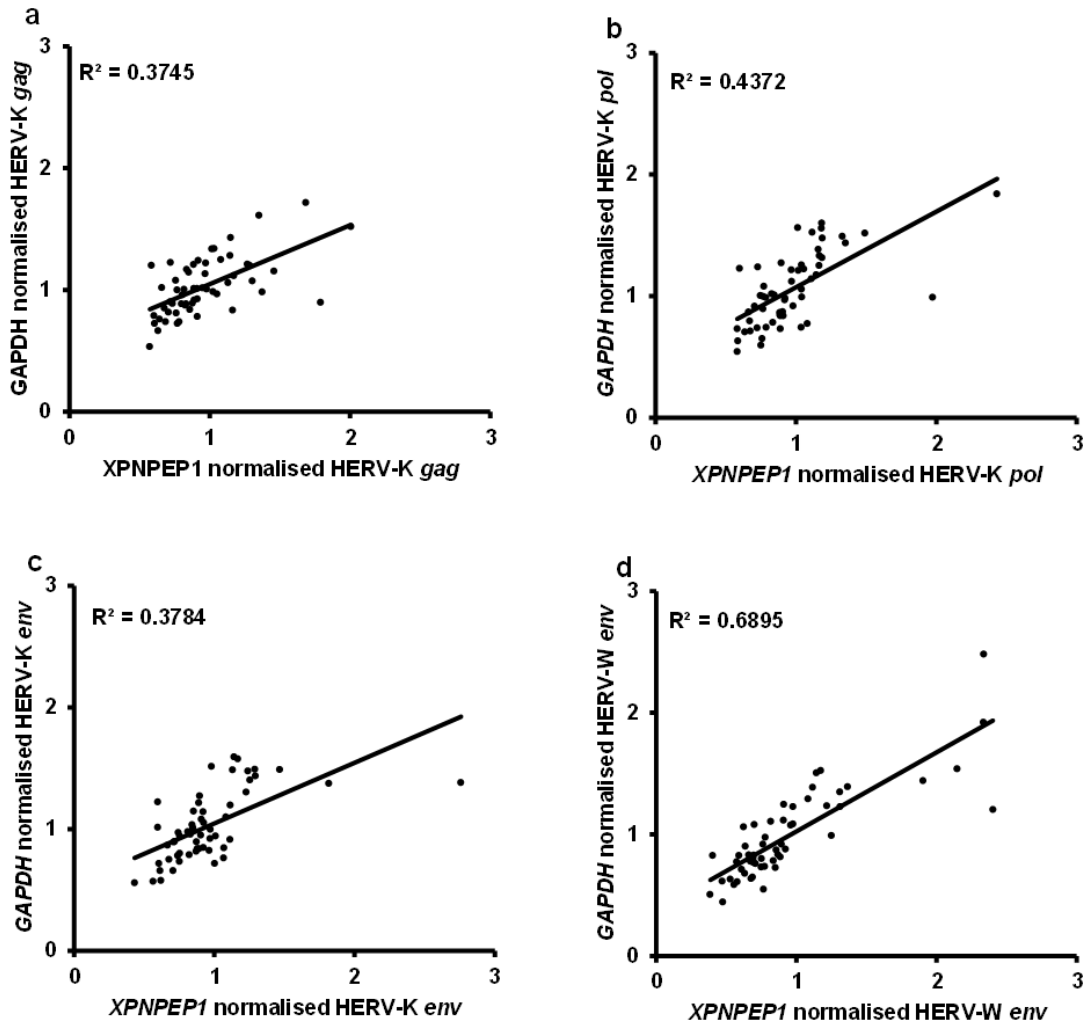 a
3
R² = 0.3745
2
1
0
0 1 2 3
GAPDH normalised HERV-K gag
XPNPEP1 normalised HERV-K gag
b
3
R² = 0.4372
2
1
0
0 1 2 3
GAPDH normalised HERV-K pol
XPNPEP1 normalised HERV-K pol
c
3
R² = 0.3784
2
1
0
0 1 2 3
GAPDH normalised HERV-K env
XPNPEP1 normalised HERV-K env
d
3
R² = 0.6895
2
1
0
0 1 2 3
GAPDH normalised HERV-W env
XPNPEP1 normalised HERV-W env